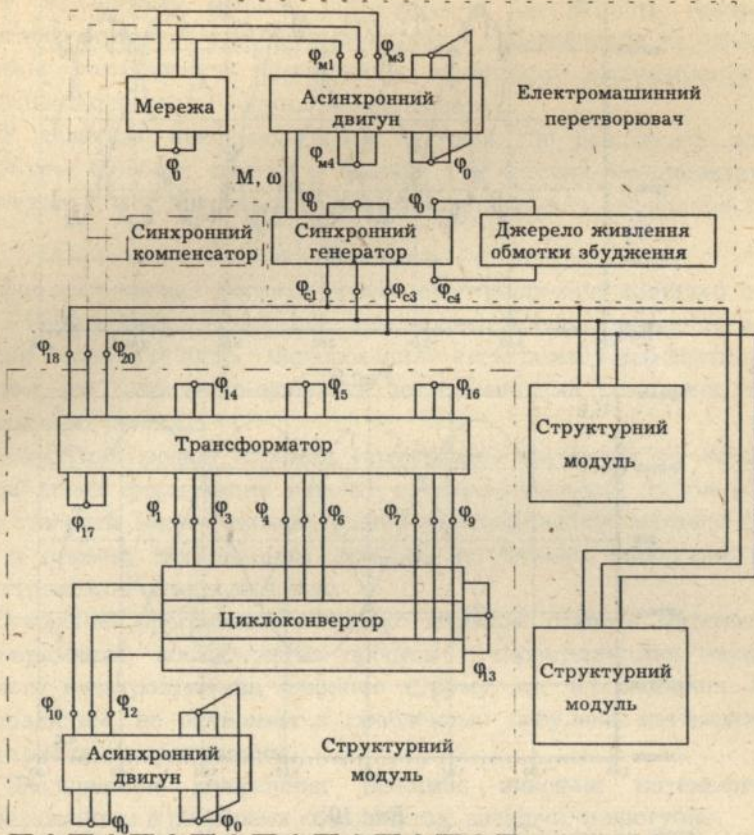 φм1 φм3
Мережа
Асинхронний
двигун
Електромашинний
перетворювач
φ0
φм4
φ0
М, ω
φ0
φ0
Синхронний
компенсатор
Синхронний
генератор
Джерело живлення
обмотки збудження
φс1 φс3 φс4
φ18 φ20
φ14 φ15 φ16
Трансформатор
Структурний
модуль
φ17
φ1 φ3 φ4 φ6 φ7 φ9
Циклоконвертор
φ13
Структурний
модуль
φ10 φ12
Асинхронний
двигун
Структурний
модуль
φ0 φ0